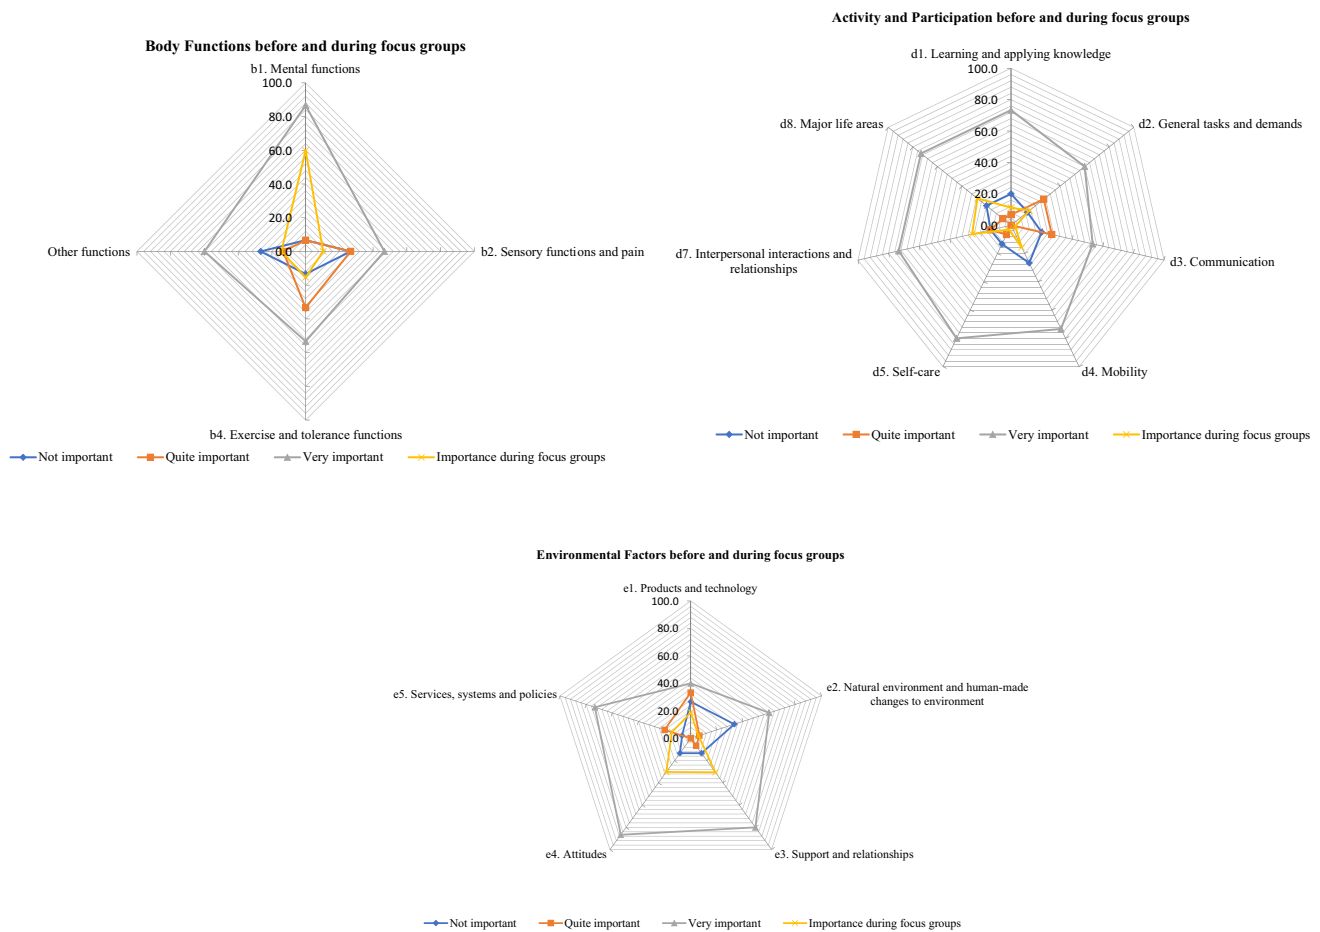 Body Functions before and during focus groups
b1. Mental functions
100.0
80.0
60.0
40.0
20.0
0.0
Other functions
b2. Sensory functions and pain
b4. Exercise and tolerance functions
Not important
Quite important
Very important
Importance during focus groups
Activity and Participation before and during focus groups
d1. Learning and applying knowledge
100.0
80.0
60.0
40.0
20.0
0.0
d8. Major life areas
d2. General tasks and demands
d7. Interpersonal interactions and
relationships
d3. Communication
d5. Self-care
d4. Mobility
Not important
Quite important
Very important
Importance during focus groups
Environmental Factors before and during focus groups
e1. Products and technology
100.0
80.0
60.0
40.0
20.0
0.0
e5. Services, systems and policies
e2. Natural environment and human-made
changes to environment
e4. Attitudes
e3. Support and relationships
Not important
Quite important
Very important
Importance during focus groups